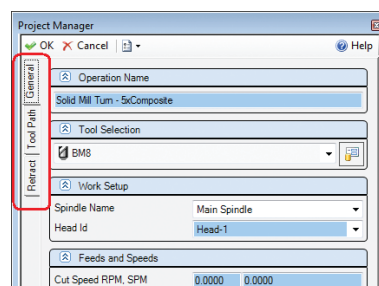 Project Manager
OK Cancel Help
General
Tool Path
Retract
Operation Name
Solid Mill Turn - 5xComposite
Tool Selection
BM8
Work Setup
Spindle Name Main Spindle
Head Id Head-1
Feeds and Speeds
Cut Speed RPM, SPM 0.0000 0.0000